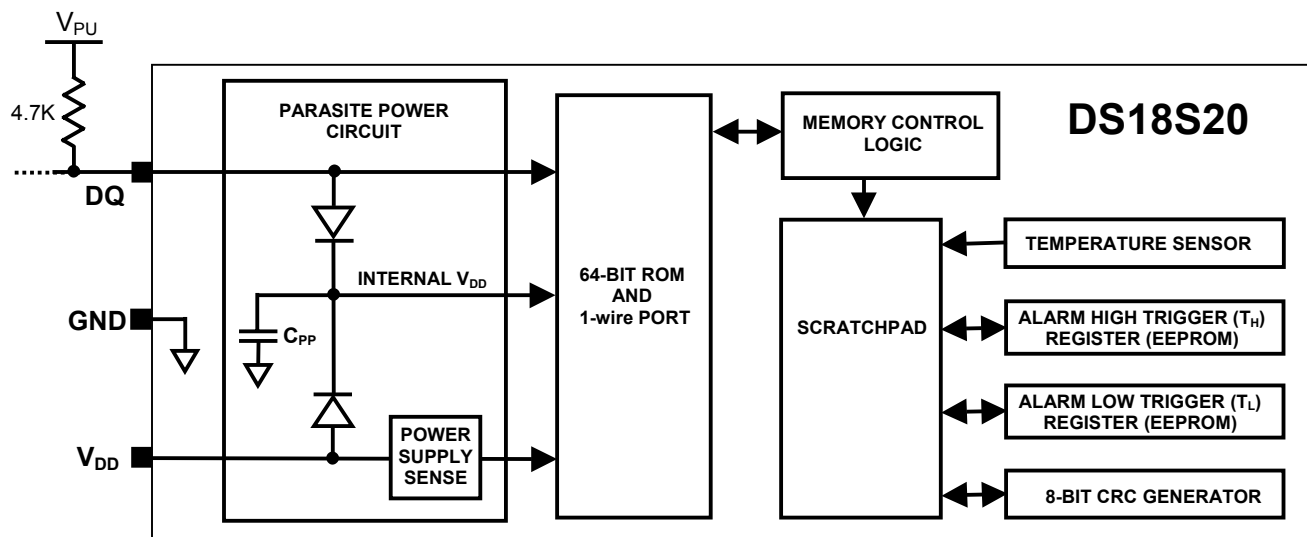 VPU
4.7K
DQ
GND
VDD
PARASITE POWER
CIRCUIT
INTERNAL VDD
CPP
POWER
SUPPLY
SENSE
64-BIT ROM
AND
1-wire PORT
MEMORY CONTROL
LOGIC
DS18S20
SCRATCHPAD
TEMPERATURE SENSOR
ALARM HIGH TRIGGER (TH)
REGISTER (EEPROM)
ALARM LOW TRIGGER (TL)
REGISTER (EEPROM)
8-BIT CRC GENERATOR